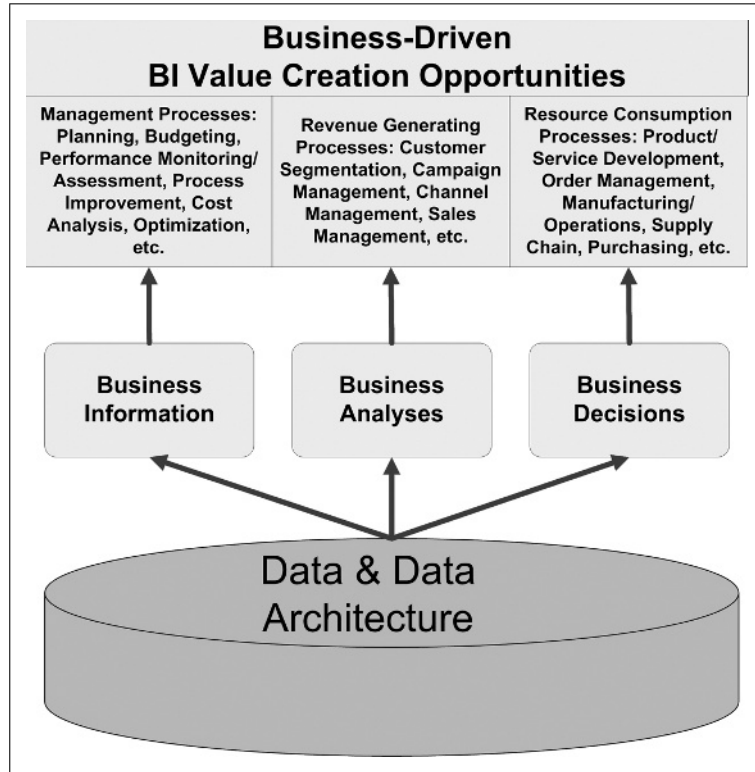 Business-Driven
BI Value Creation Opportunities
Management Processes:
Planning, Budgeting,
Performance Monitoring/
Assessment, Process
Improvement, Cost
Analysis, Optimization,
etc.
Revenue Generating
Processes: Customer
Segmentation, Campaign
Management, Channel
Management, Sales
Management, etc.
Resource Consumption
Processes: Product/
Service Development,
Order Management,
Manufacturing/
Operations, Supply
Chain, Purchasing, etc.
Business
Information
Business
Analyses
Business
Decisions
Data & Data
Architecture